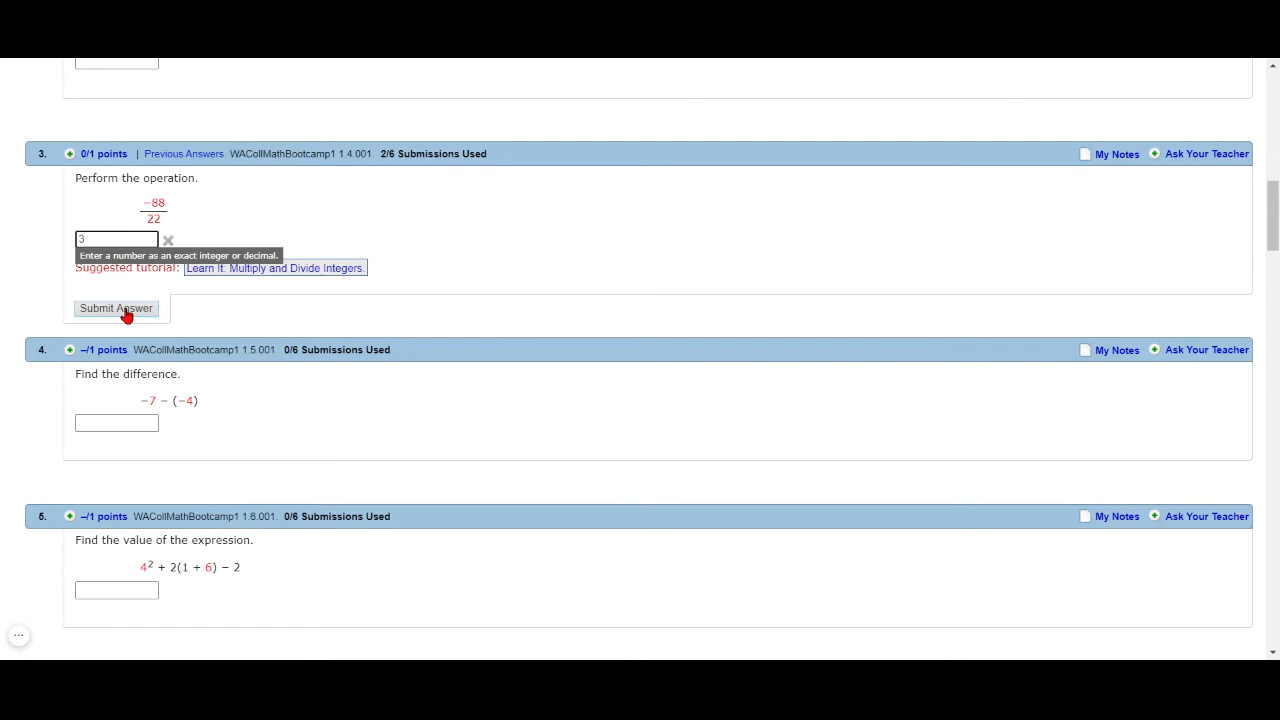 3. 0/1 points | Previous Answers WACollMathBootcamp1 1.4.001. 2/6 Submissions Used My Notes Ask Your Teacher
Perform the operation.
−88
22
3
Enter a number as an exact integer or decimal.
Suggested tutorial: Learn It: Multiply and Divide Integers.
Submit Answer
4. –/1 points WACollMathBootcamp1 1.5.001. 0/6 Submissions Used My Notes Ask Your Teacher
Find the difference.
−7 − (−4)
5. –/1 points WACollMathBootcamp1 1.6.001. 0/6 Submissions Used My Notes Ask Your Teacher
Find the value of the expression.
4² + 2(1 + 6) − 2